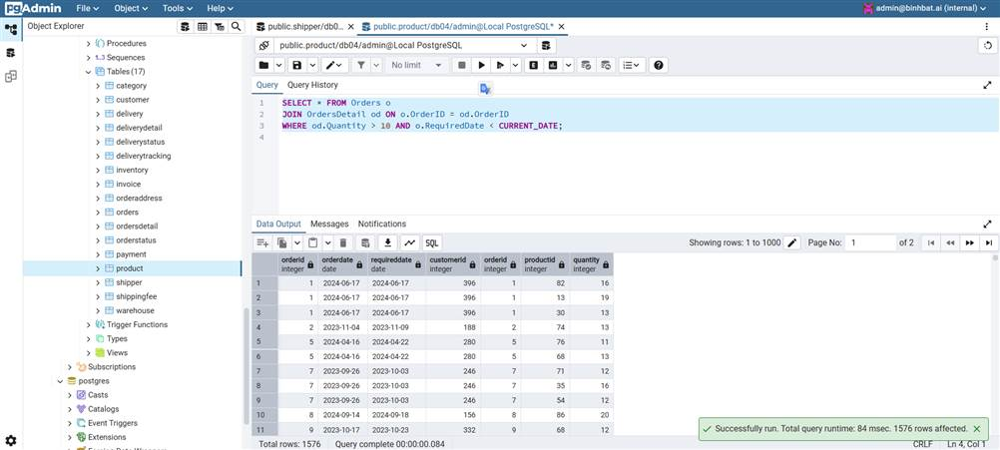 pgAdmin File Object Tools Help admin@binhbat.ai (internal)
Object Explorer
public.shipper/db0...
public.product/db04/admin@Local PostgreSQL*
public.product/db04/admin@Local PostgreSQL
No limit
Query Query History
1 SELECT * FROM Orders o
2 JOIN OrdersDetail od ON o.OrderID = od.OrderID
3 WHERE od.Quantity > 10 AND o.RequiredDate < CURRENT_DATE;
4
Procedures
Sequences
Tables (17)
category
customer
delivery
deliverydetail
deliverystatus
deliverytracking
inventory
invoice
orderaddress
orders
ordersdetail
orderstatus
payment
product
shipper
shippingfee
warehouse
Trigger Functions
Types
Views
Subscriptions
postgres
Casts
Catalogs
Event Triggers
Extensions
Data Output Messages Notifications
SQL
Showing rows: 1 to 1000 Page No: 1 of 2
orderid integer orderdate date requireddate date customerid integer orderid integer productid integer quantity integer
1 1 2024-06-17 2024-06-17 396 1 82 16
2 1 2024-06-17 2024-06-17 396 1 13 19
3 1 2024-06-17 2024-06-17 396 1 30 13
4 2 2023-11-04 2023-11-09 188 2 74 13
5 5 2024-04-16 2024-04-22 280 5 76 11
6 5 2024-04-16 2024-04-22 280 5 68 13
7 7 2023-09-26 2023-10-03 246 7 71 12
8 7 2023-09-26 2023-10-03 246 7 35 16
9 7 2023-09-26 2023-10-03 246 7 54 12
10 8 2024-09-14 2024-09-18 156 8 86 20
11 9 2023-10-17 2023-10-23 332 9 68 12
Successfully run. Total query runtime: 84 msec. 1576 rows affected.
Total rows: 1576 Query complete 00:00:00.084 CRLF Ln 4, Col 1